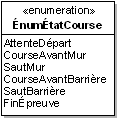 «enumeration»
ÉnumÉtatCourse
AttenteDépart
CourseAvantMur
SautMur
CourseAvantBarrière
SautBarrière
FinÉpreuve